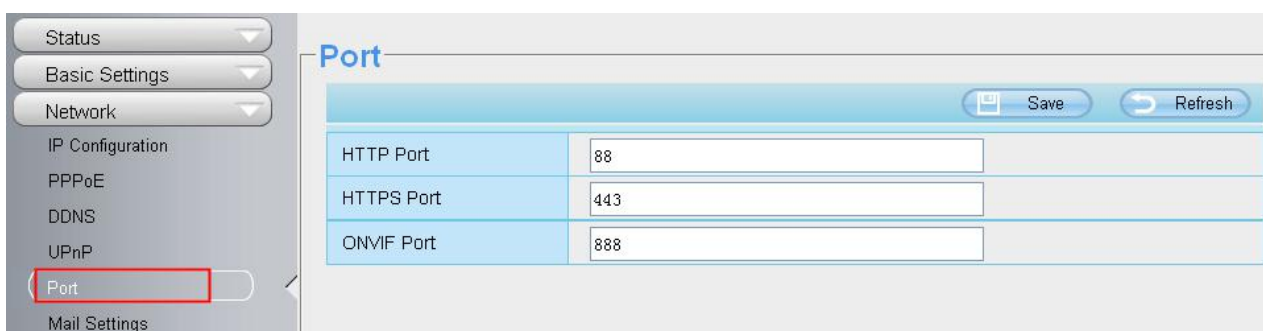 Status
Basic Settings
Network
IP Configuration
PPPoE
DDNS
UPnP
Port
Mail Settings
Port
Save Refresh
HTTP Port 88
HTTPS Port 443
ONVIF Port 888